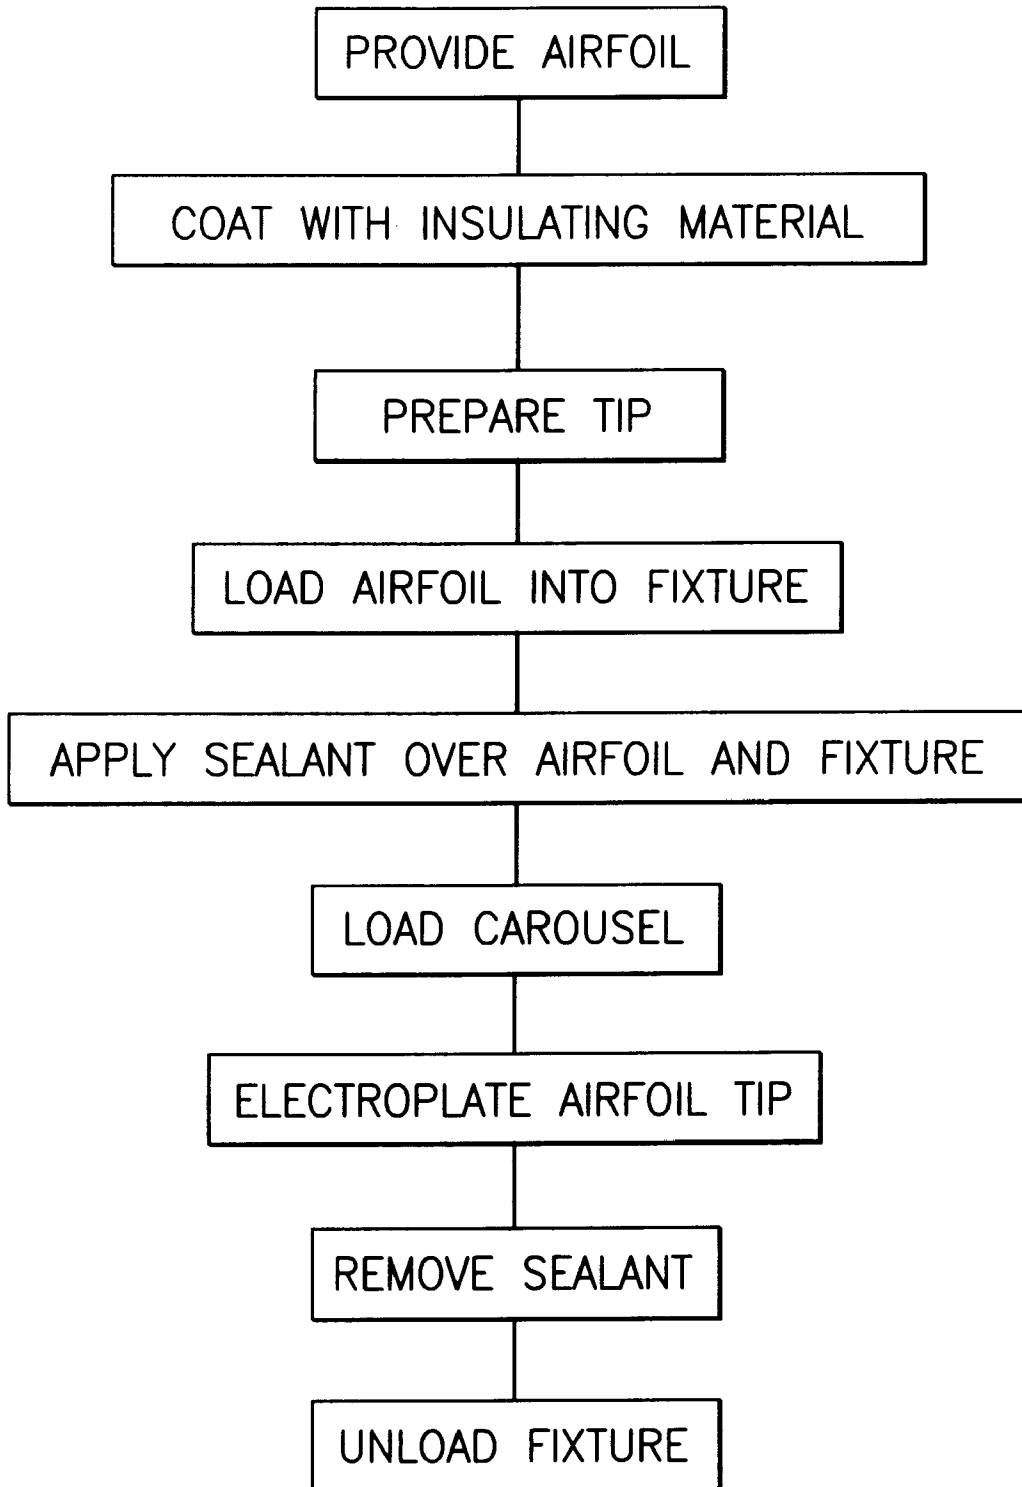 PROVIDE AIRFOIL
COAT WITH INSULATING MATERIAL
PREPARE TIP
LOAD AIRFOIL INTO FIXTURE
APPLY SEALANT OVER AIRFOIL AND FIXTURE
LOAD CAROUSEL
ELECTROPLATE AIRFOIL TIP
REMOVE SEALANT
UNLOAD FIXTURE